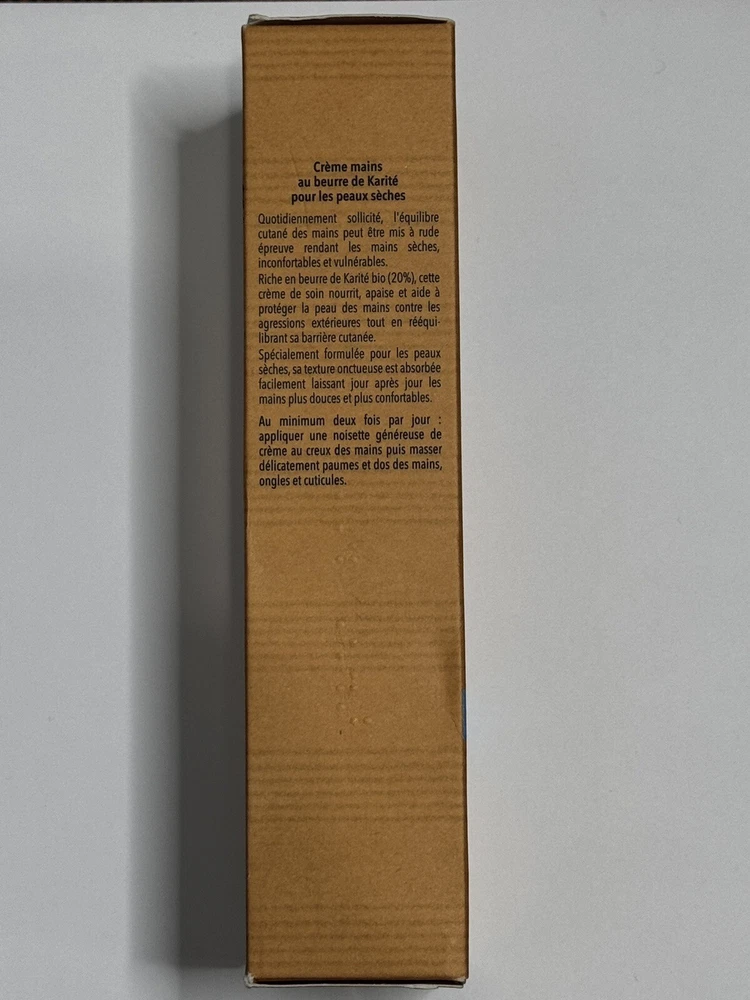 Crème mains
au beurre de Karité
pour les peaux sèches
Quotidiennement sollicité, l'équilibre
cutané des mains peut être mis à rude
épreuve rendant les mains sèches,
inconfortables et vulnérables.
Riche en beurre de Karité bio (20%), cette
crème de soin nourrit, apaise et aide à
protéger la peau des mains contre les
agressions extérieures tout en rééqui-
librant sa barrière cutanée.
Spécialement formulée pour les peaux
sèches, sa texture onctueuse est absorbée
facilement laissant jour après jour les
mains plus douces et plus confortables.
Au minimum deux fois par jour :
appliquer une noisette généreuse de
crème au creux des mains puis masser
délicatement paumes et dos des mains,
ongles et cuticules.